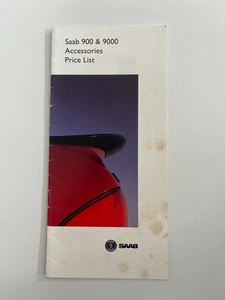 Saab 900 & 9000
Accessories
Price List
SAAB